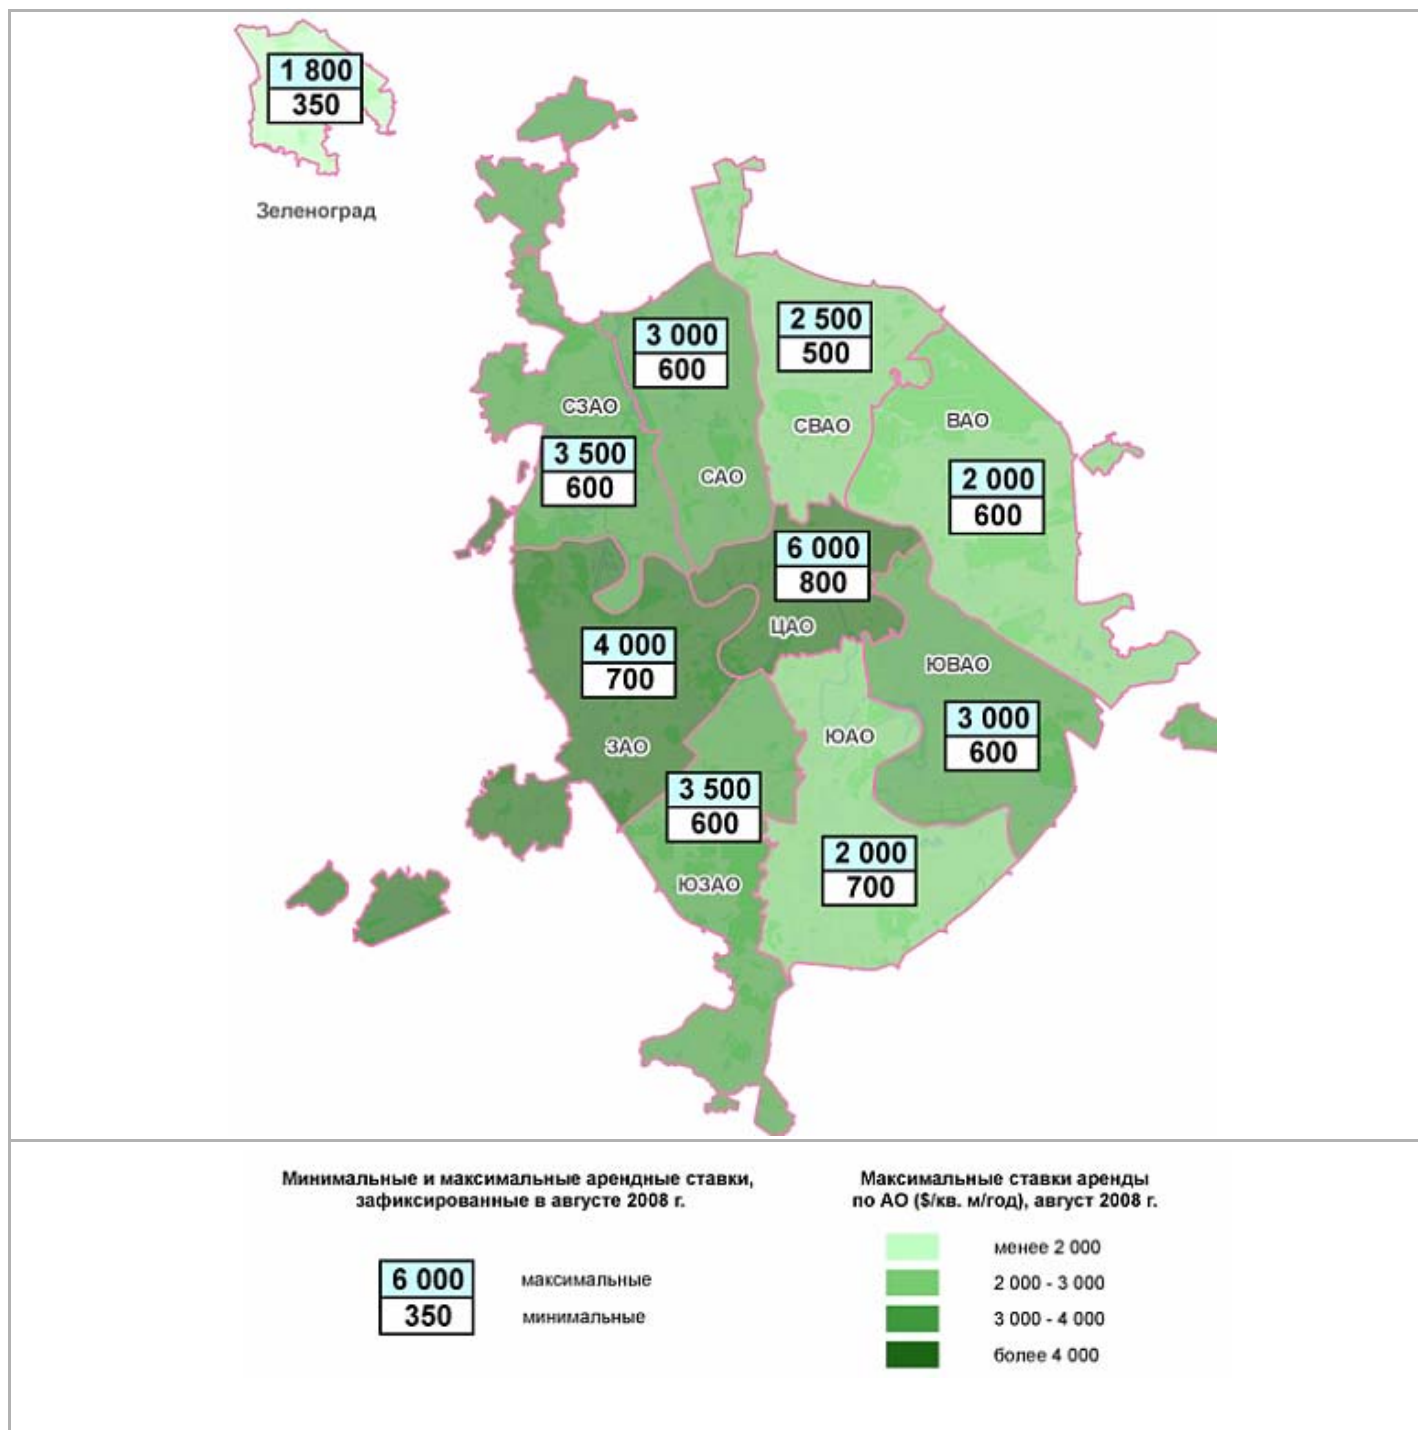 1 800
350
Зеленоград
3 000
600
2 500
500
СЗАО
СВАО
ВАО
3 500
600
САО
2 000
600
6 000
800
ЦАО
4 000
700
ЮВАО
3 000
600
ЗАО
ЮАО
3 500
600
ЮЗАО
2 000
700
Минимальные и максимальные арендные ставки,
зафиксированные в августе 2008 г.
6 000
максимальные
350
минимальные
Максимальные ставки аренды
по АО ($/кв. м/год), август 2008 г.
менее 2 000
2 000 - 3 000
3 000 - 4 000
более 4 000